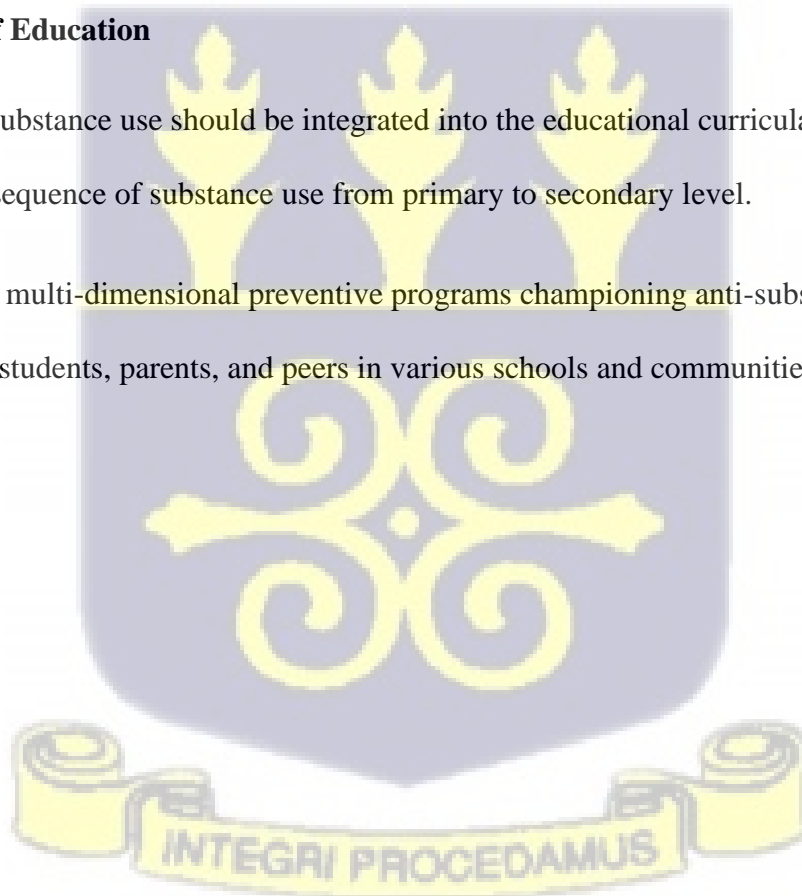 f Education
ubstance use should be integrated into the educational curricula
sequence of substance use from primary to secondary level.
multi-dimensional preventive programs championing anti-subs
students, parents, and peers in various schools and communitie
INTEGRI PROCEDAMUS